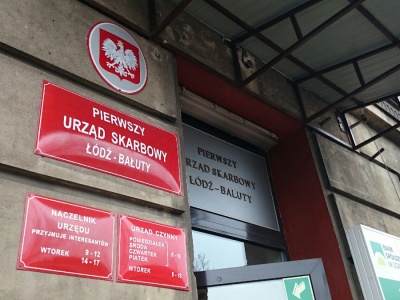 PIERWSZY
URZĄD SKARBOWY
ŁÓDŹ-BAŁUTY
PIERWSZY
URZĄD SKARBOWY
ŁÓDŹ-BAŁUTY
NACZELNIK
URZĘDU
PRZYJMUJE INTERESANTÓW
WTOREK 9-12
14-17
URZĄD CZYNNY
PONIEDZIAŁEK
ŚRODA
CZWARTEK
PIĄTEK
WTOREK
BANK